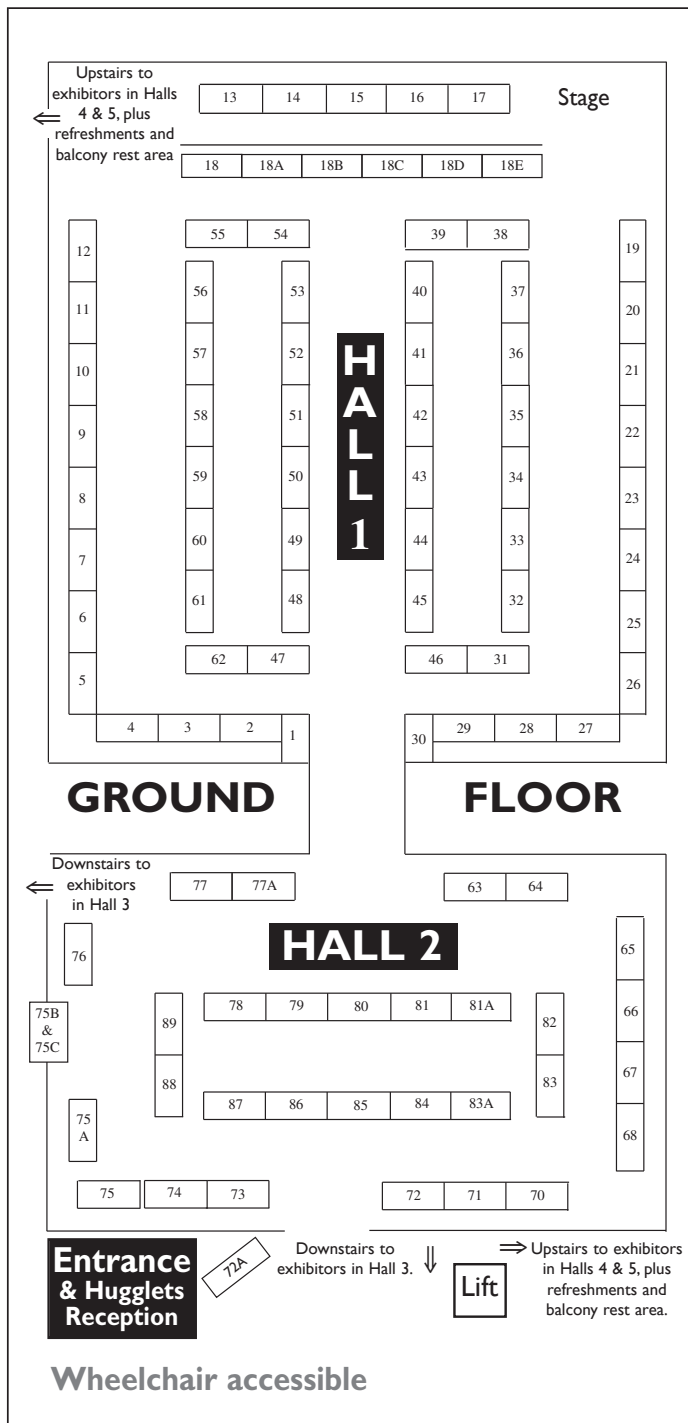 Upstairs to
exhibitors in Halls
4 & 5, plus
refreshments and
balcony rest area
13 14 15 16 17
Stage
18 18A 18B 18C 18D 18E
55 54 39 38
12 19
56 53 40 37
11 20
57 52 41 36
10 21
58 51 42 35
9 22
59 50 43 34
8 23
60 49 44 33
7 24
61 48 45 32
6 25
62 47 46 31
5 26
4 3 2 1 30 29 28 27
HALL 1
GROUND FLOOR
Downstairs to
exhibitors
in Hall 3
77 77A 63 64
HALL 2
76 65
75B
&
75C
89 78 79 80 81 81A 82 66
88 87 86 85 84 83A 83 67
75
A
68
75 74 73 72 71 70
Entrance
& Hugglets
Reception
72A
Downstairs to
exhibitors in Hall 3.
Lift
Upstairs to exhibitors
in Halls 4 & 5, plus
refreshments and
balcony rest area.
Wheelchair accessible